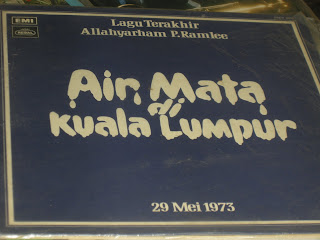 EMI
Lagu Terakhir
Allahyarham P. Ramlee
Air Mata
di
Kuala Lumpur
29 Mei 1973